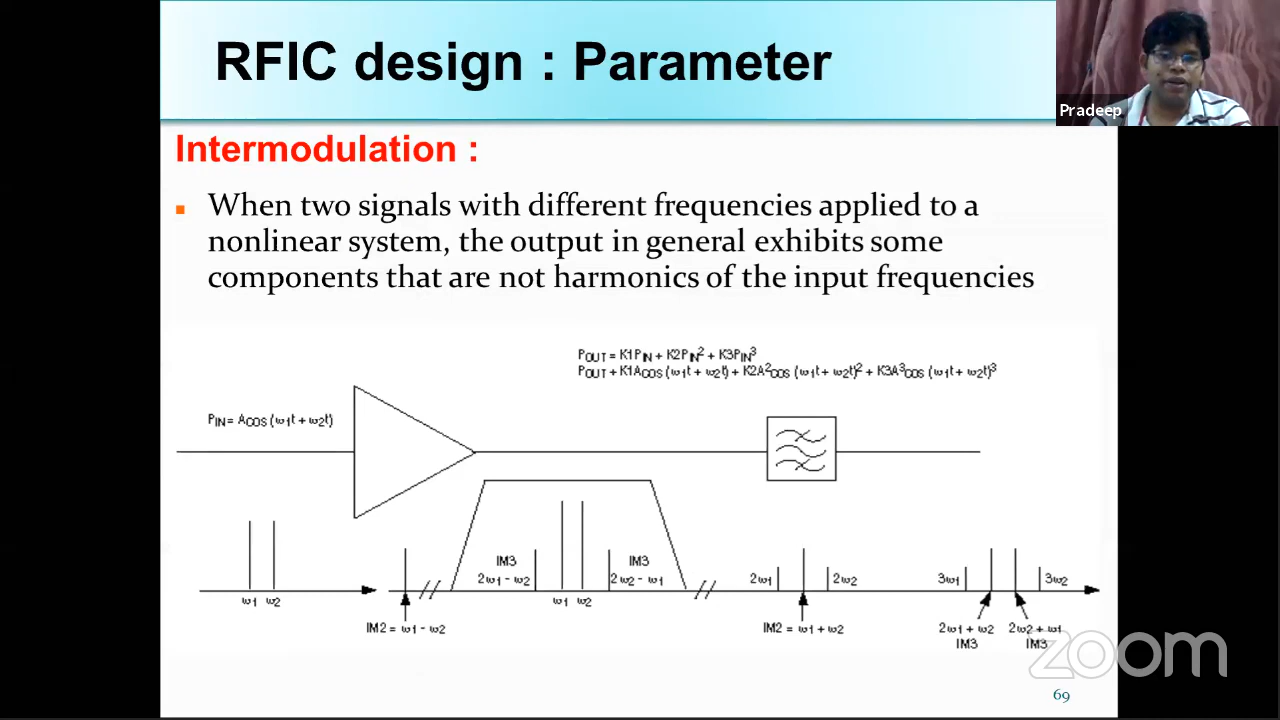 RFIC design : Parameter
Pradeep
Intermodulation :
When two signals with different frequencies applied to a
nonlinear system, the output in general exhibits some
components that are not harmonics of the input frequencies
POUT = K1PIN + K2PIN² + K3PIN³
POUT + K1ACOS (ω1t + ω2t) + K2A²COS (ω1t + ω2t)² + K3A³COS (ω1t + ω2t)³
PIN = ACOS (ω1t + ω2t)
IM3 IM3
2ω1 – ω2 2ω2 – ω1 2ω1 2ω2 3ω1 3ω2
ω1 ω2 ω1 ω2
IM2 = ω1 – ω2 IM2 = ω1 + ω2 2ω1 + ω2 2ω2 + ω1
IM3 IM3
zoom
69